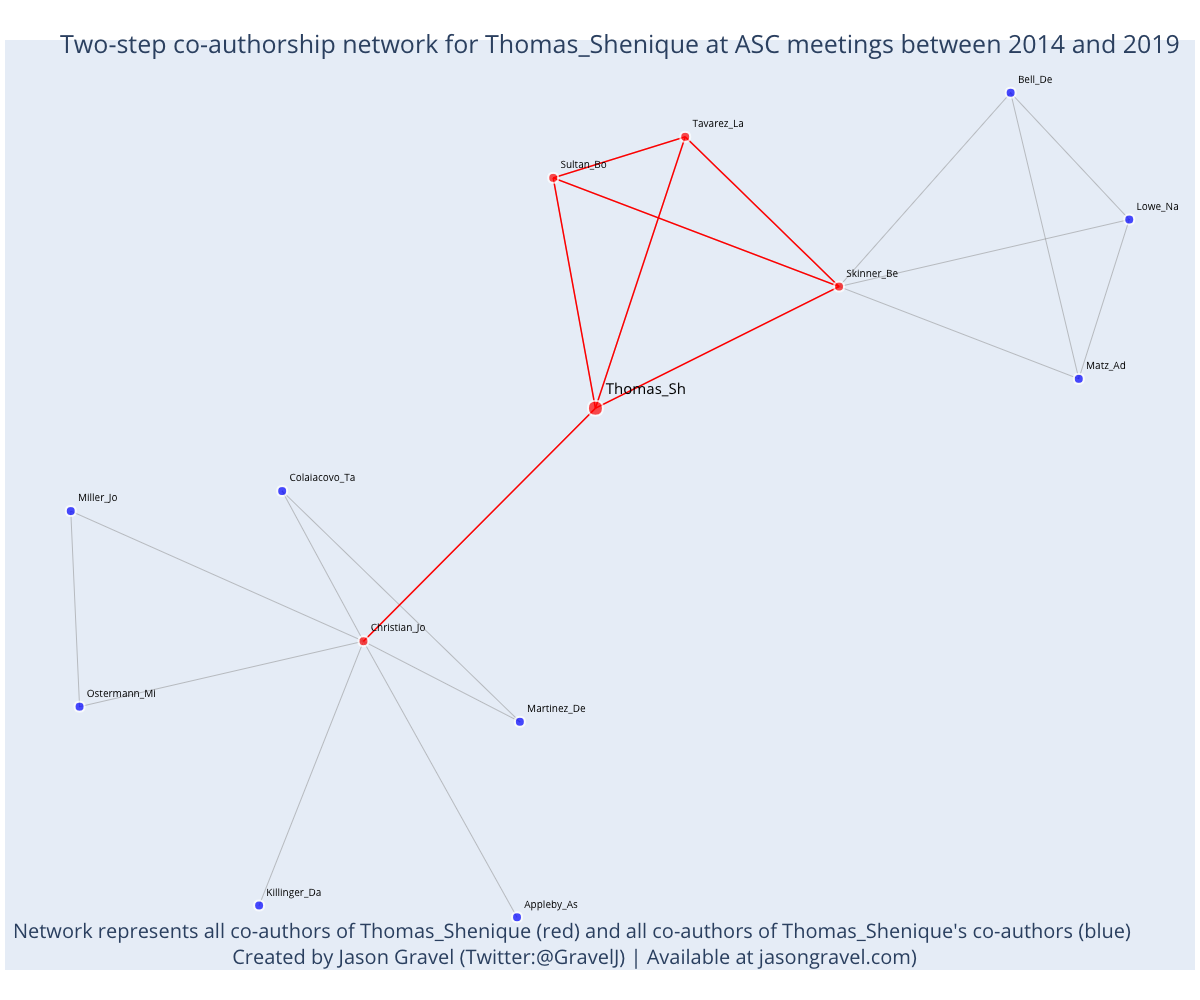 Two-step co-authorship network for Thomas_Shenique at ASC meetings between 2014 and 2019
Bell_De
Tavarez_La
Sultan_Bo
Lowe_Na
Skinner_Be
Matz_Ad
Thomas_Sh
Colaiacovo_Ta
Miller_Jo
Christian_Jo
Ostermann_Mi
Martinez_De
Killinger_Da
Appleby_As
Network represents all co-authors of Thomas_Shenique (red) and all co-authors of Thomas_Shenique's co-authors (blue)
Created by Jason Gravel (Twitter:@GravelJ) | Available at jasongravel.com)